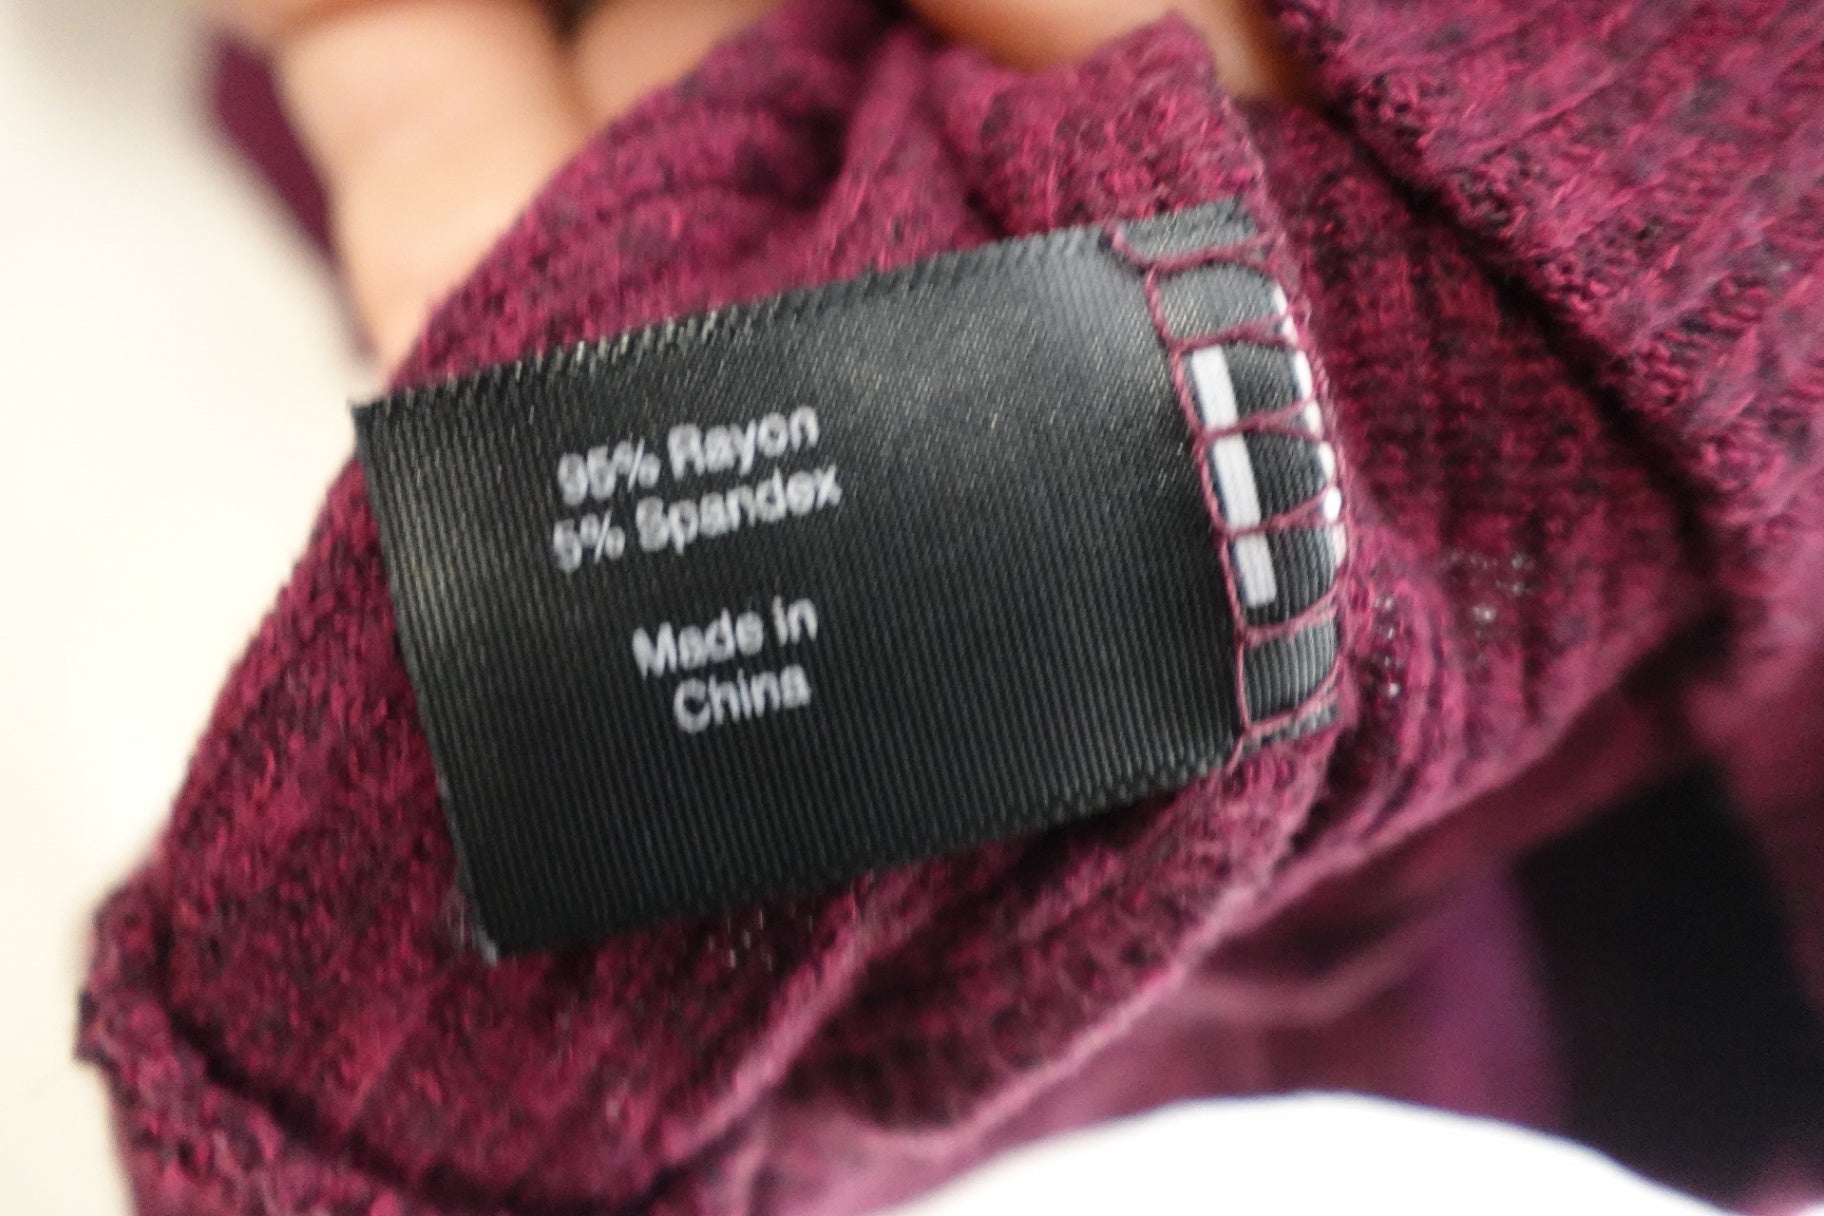 95% Rayon
5% Spandex
Made in
China